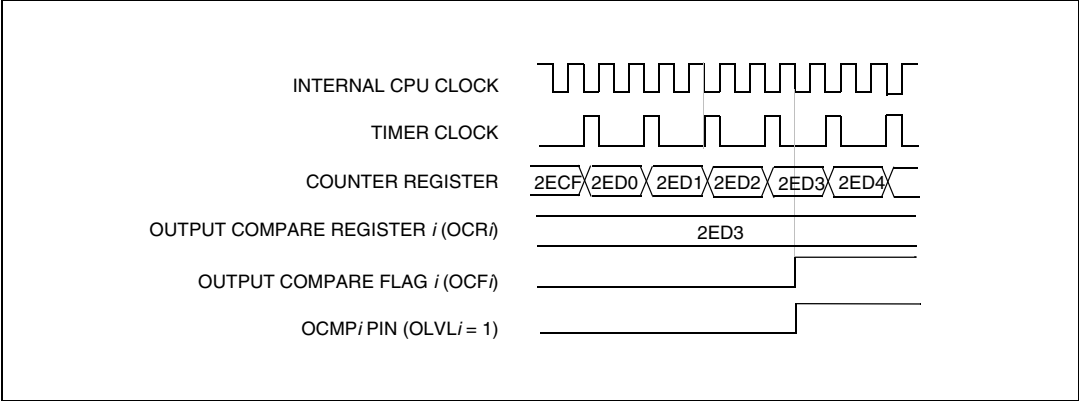 INTERNAL CPU CLOCK
TIMER CLOCK
COUNTER REGISTER 2ECF 2ED0 2ED1 2ED2 2ED3 2ED4
OUTPUT COMPARE REGISTER i (OCRi) 2ED3
OUTPUT COMPARE FLAG i (OCFi)
OCMPi PIN (OLVLi = 1)